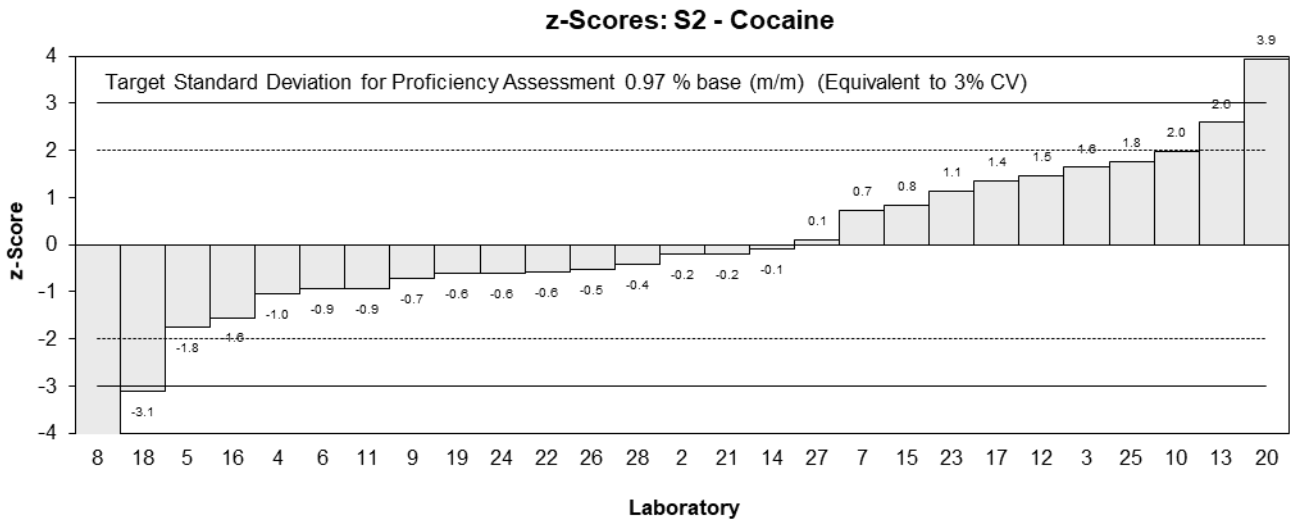 z-Scores: S2 - Cocaine
Target Standard Deviation for Proficiency Assessment 0.97 % base (m/m) (Equivalent to 3% CV)
z-Score
4
3
2
1
0
-1
-2
-3
-4
-3.1 -1.8 -1.6 -1.0 -0.9 -0.9 -0.7 -0.6 -0.6 -0.6 -0.5 -0.4 -0.2 -0.2 -0.1 0.1 0.7 0.8 1.1 1.4 1.5 1.6 1.8 2.0 2.6 3.9
8 18 5 16 4 6 11 9 19 24 22 26 28 2 21 14 27 7 15 23 17 12 3 25 10 13 20
Laboratory